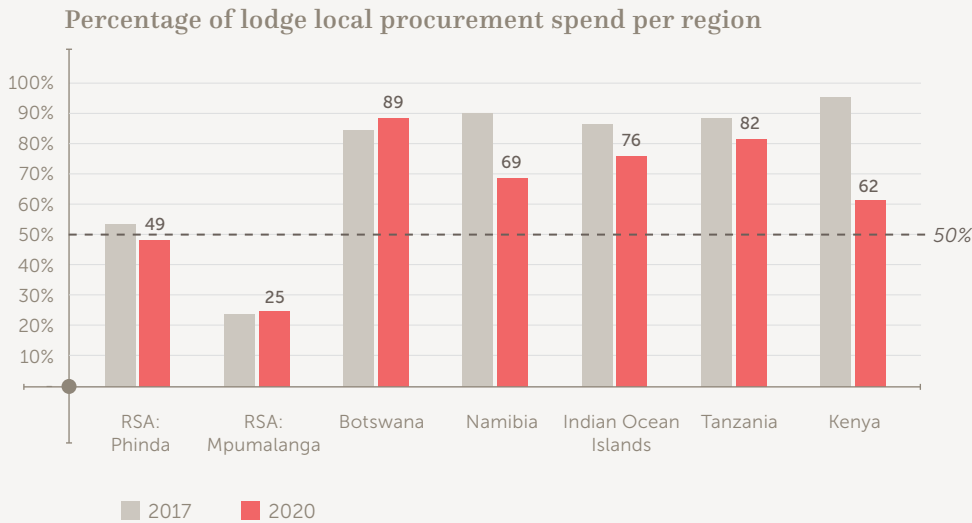 Percentage of lodge local procurement spend per region
100%
90%
80%
70%
60%
50%
40%
30%
20%
10%
-
49
25
89
69
76
82
62
50%
RSA:
Phinda
RSA:
Mpumalanga
Botswana
Namibia
Indian Ocean
Islands
Tanzania
Kenya
2017
2020